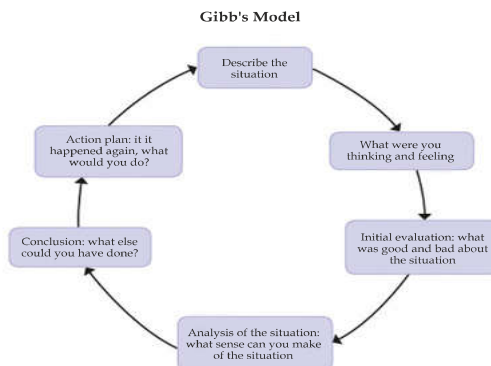 Gibb's Model
Describe the
situation
What were you
thinking and feeling
Initial evaluation: what
was good and bad about
the situation
Analysis of the situation:
what sense can you make
of the situation
Conclusion: what else
could you have done?
Action plan: it it
happened again, what
would you do?